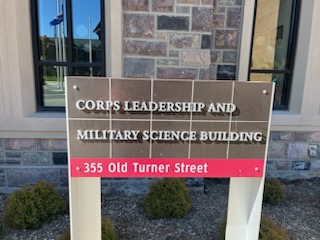 CORPS LEADERSHIP AND
MILITARY SCIENCE BUILDING
355 Old Turner Street